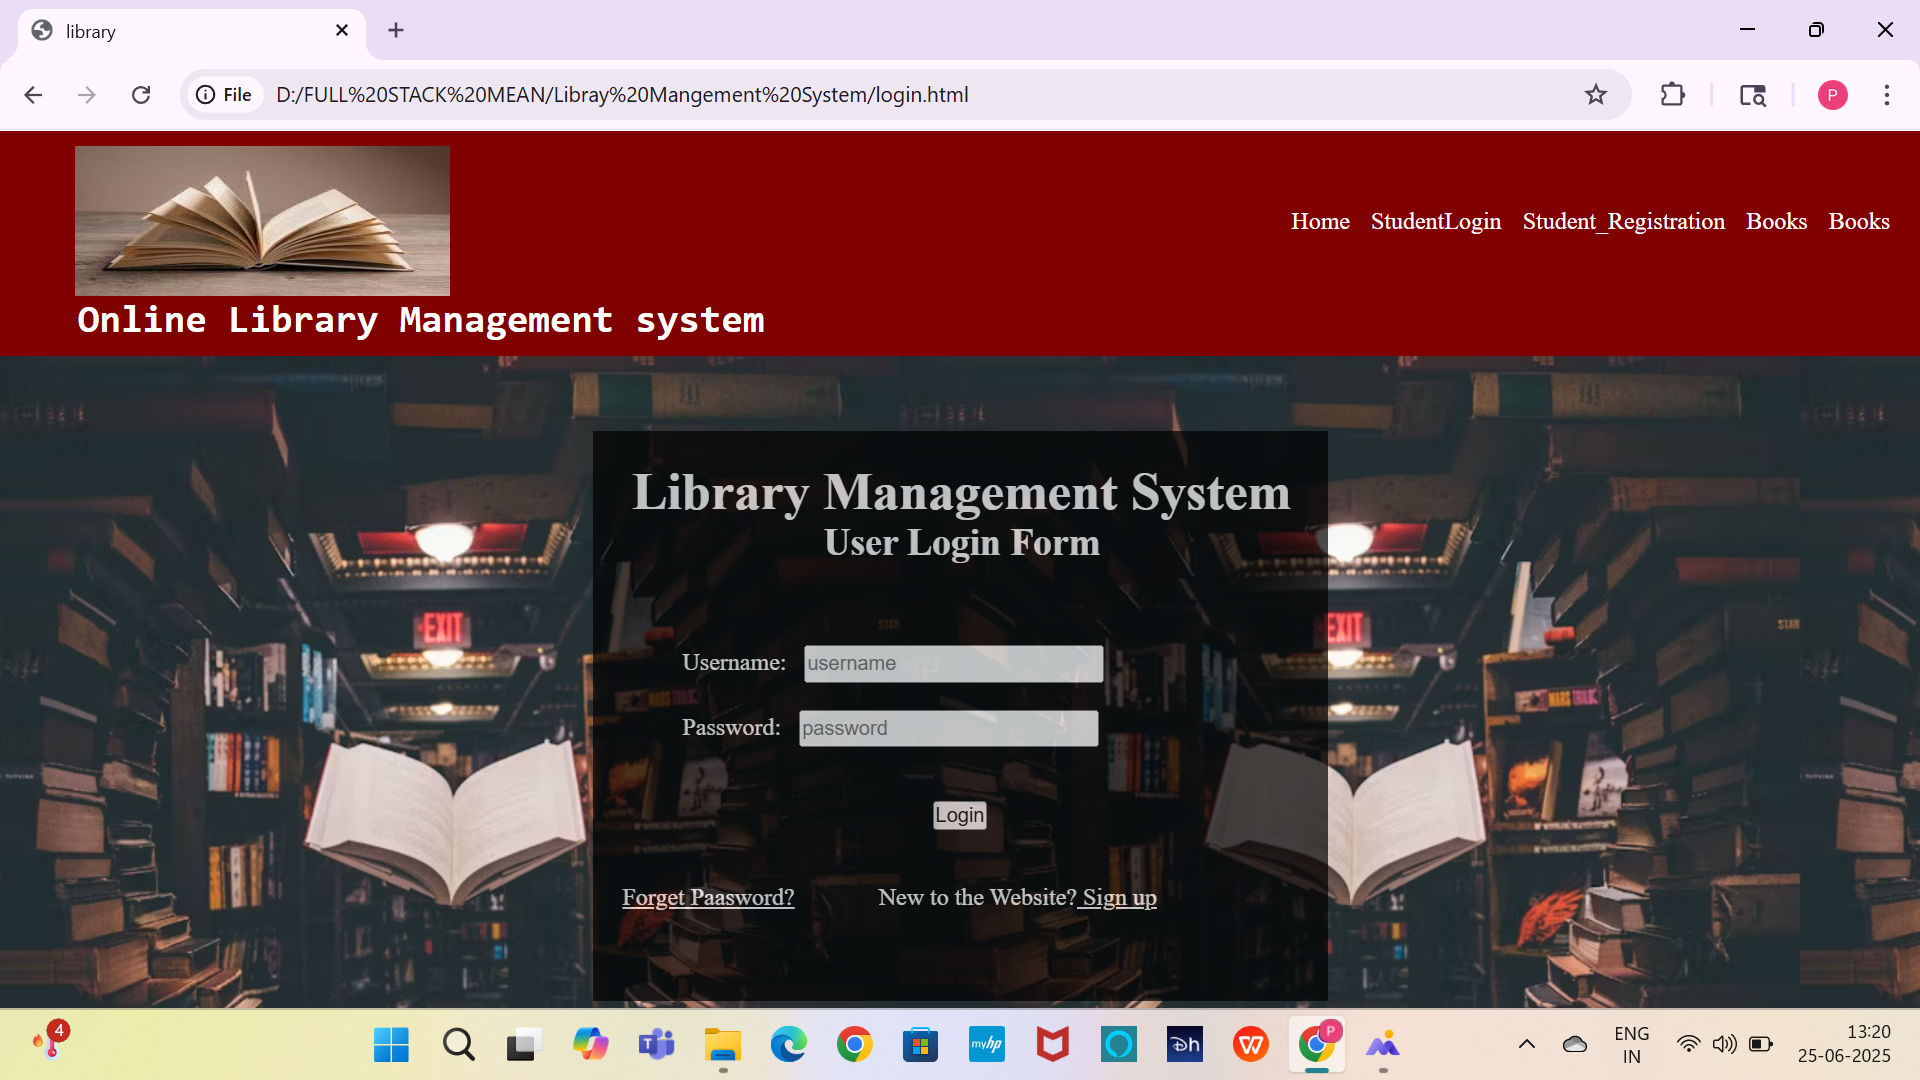 library
File D:/FULL%20STACK%20MEAN/Libray%20Mangement%20System/login.html
P
Home StudentLogin Student_Registration Books Books
Online Library Management system
Library Management System
User Login Form
EXIT
EXIT
Username: username
Password: password
Login
Forget Paasword? New to the Website? Sign up
4
T
myhp
Dh
W
P
ENG
IN
13:20
25-06-2025